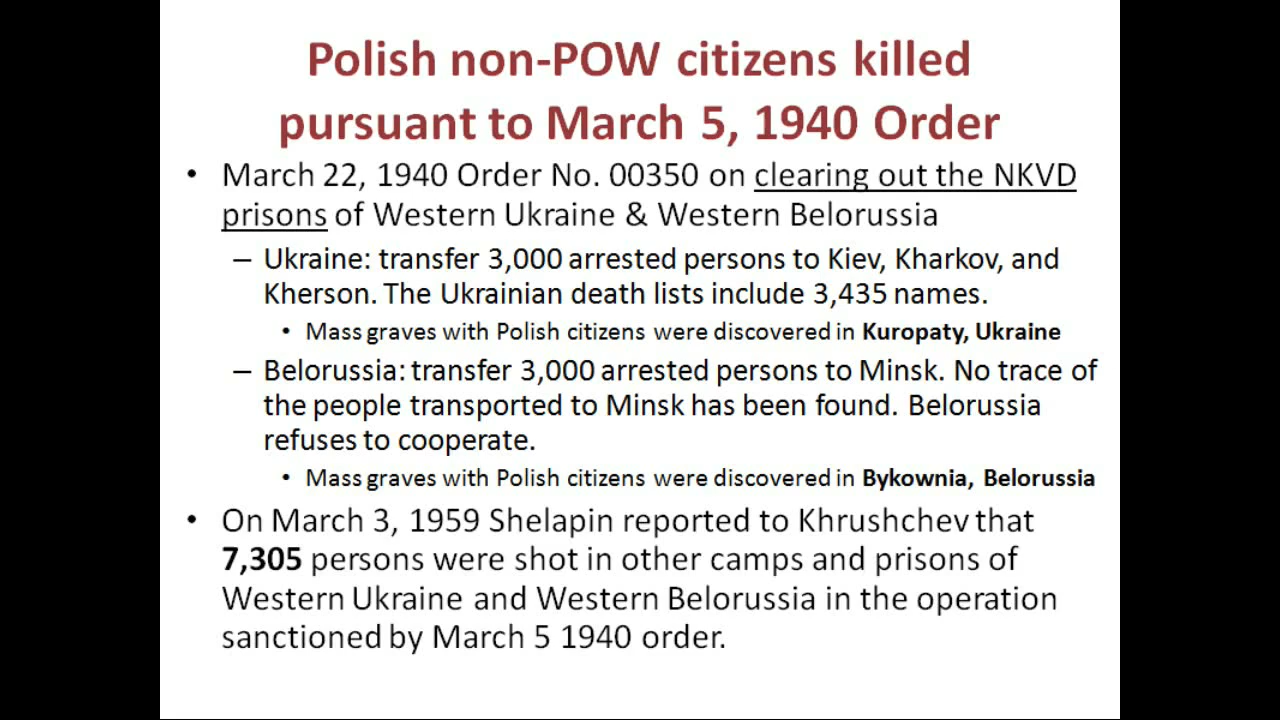 Polish non-POW citizens killed
pursuant to March 5, 1940 Order
• March 22, 1940 Order No. 00350 on clearing out the NKVD
prisons of Western Ukraine & Western Belorussia
– Ukraine: transfer 3,000 arrested persons to Kiev, Kharkov, and
Kherson. The Ukrainian death lists include 3,435 names.
• Mass graves with Polish citizens were discovered in Kuropaty, Ukraine
– Belorussia: transfer 3,000 arrested persons to Minsk. No trace of
the people transported to Minsk has been found. Belorussia
refuses to cooperate.
• Mass graves with Polish citizens were discovered in Bykownia, Belorussia
• On March 3, 1959 Shelapin reported to Khrushchev that
7,305 persons were shot in other camps and prisons of
Western Ukraine and Western Belorussia in the operation
sanctioned by March 5 1940 order.